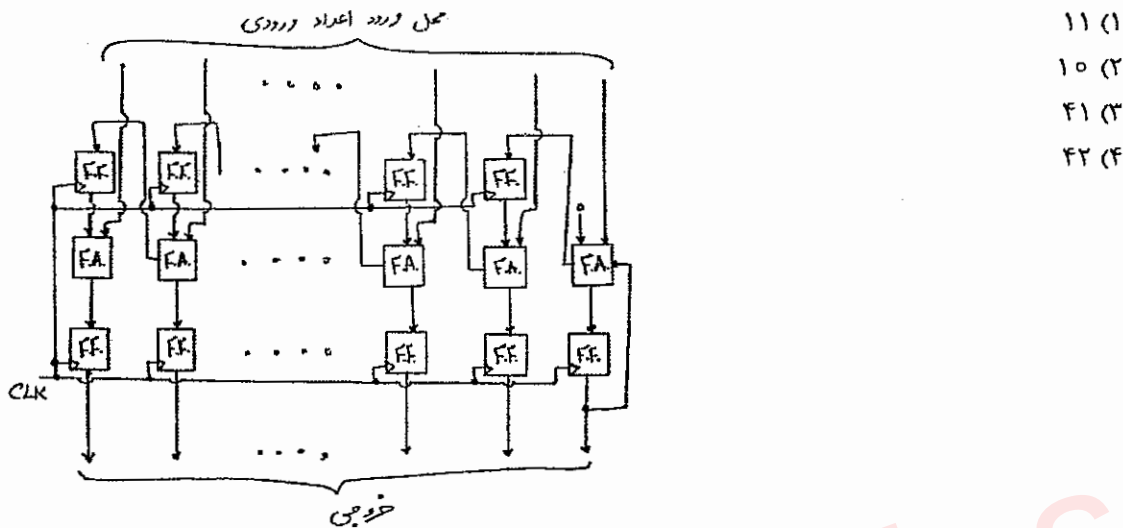 محل ورود اعداد ورودی
۱) ۱۱
۲) ۱۰
۳) ۴۱
۴) ۴۲
F.F. F.F. F.F. F.F.
F.A. F.A. F.A. F.A. F.A.
F.F. F.F. F.F. F.F. F.F.
CLK
خروجی